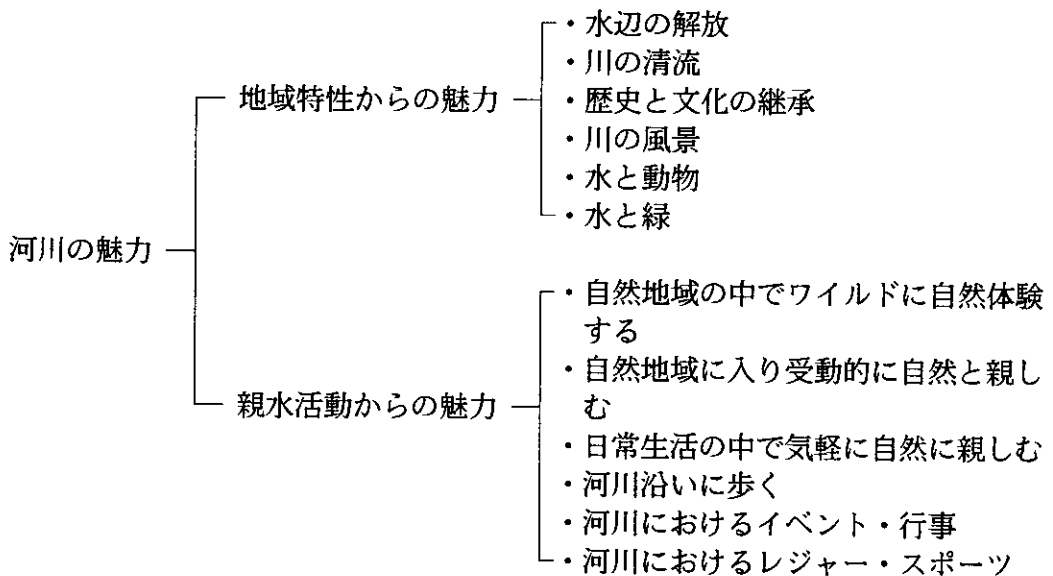 ・水辺の解放
・川の清流
地域特性からの魅力
・歴史と文化の継承
・川の風景
・水と動物
・水と緑
河川の魅力
・自然地域の中でワイルドに自然体験
する
・自然地域に入り受動的に自然と親し
む
親水活動からの魅力
・日常生活の中で気軽に自然に親しむ
・河川沿いに歩く
・河川におけるイベント・行事
・河川におけるレジャー・スポーツ